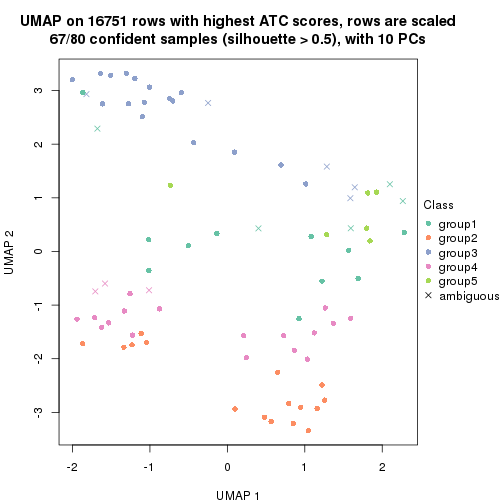 UMAP on 16751 rows with highest ATC scores, rows are scaled
67/80 confident samples (silhouette > 0.5), with 10 PCs
3
2
1
0
-1
-2
-3
UMAP 2
-2
-1
0
1
2
UMAP 1
Class
group1
group2
group3
group4
group5
ambiguous